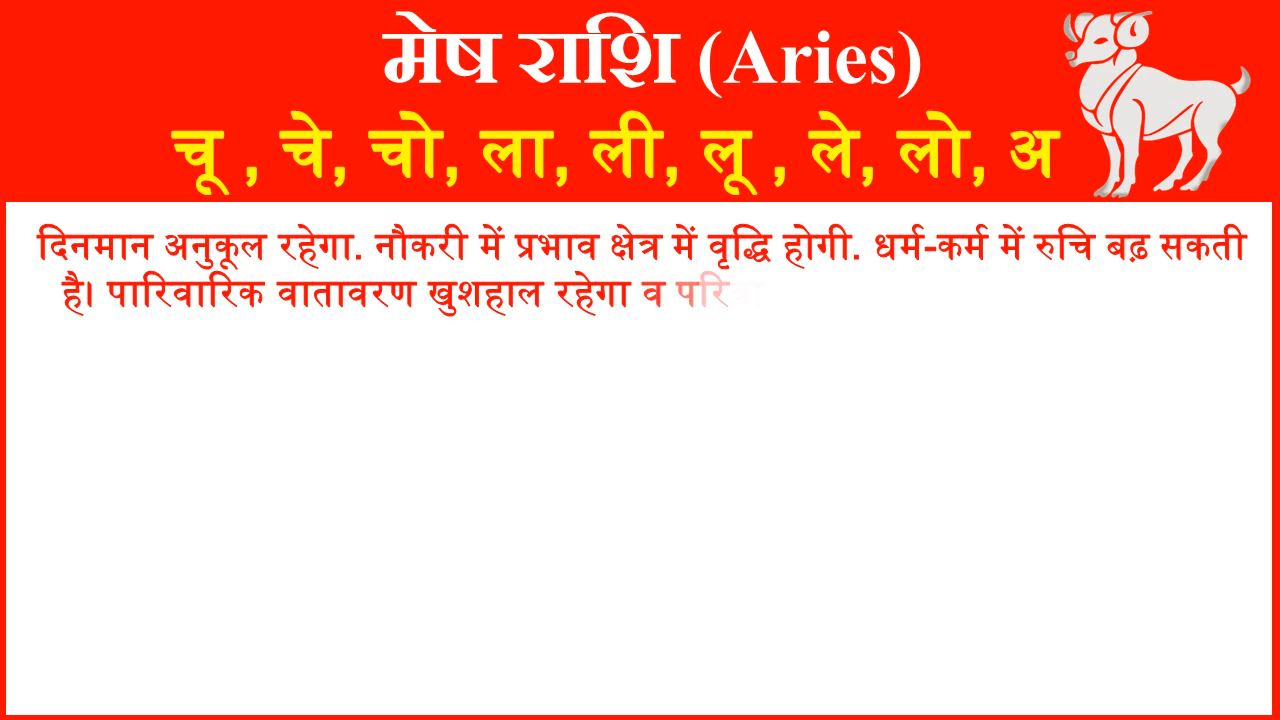 मेष राशि (Aries)
चू , चे, चो, ला, ली, लू , ले, लो, अ
दिनमान अनुकूल रहेगा. नौकरी में प्रभाव क्षेत्र में वृद्धि होगी. धर्म-कर्म में रुचि बढ़ सकती
है। पारिवारिक वातावरण खुशहाल रहेगा व